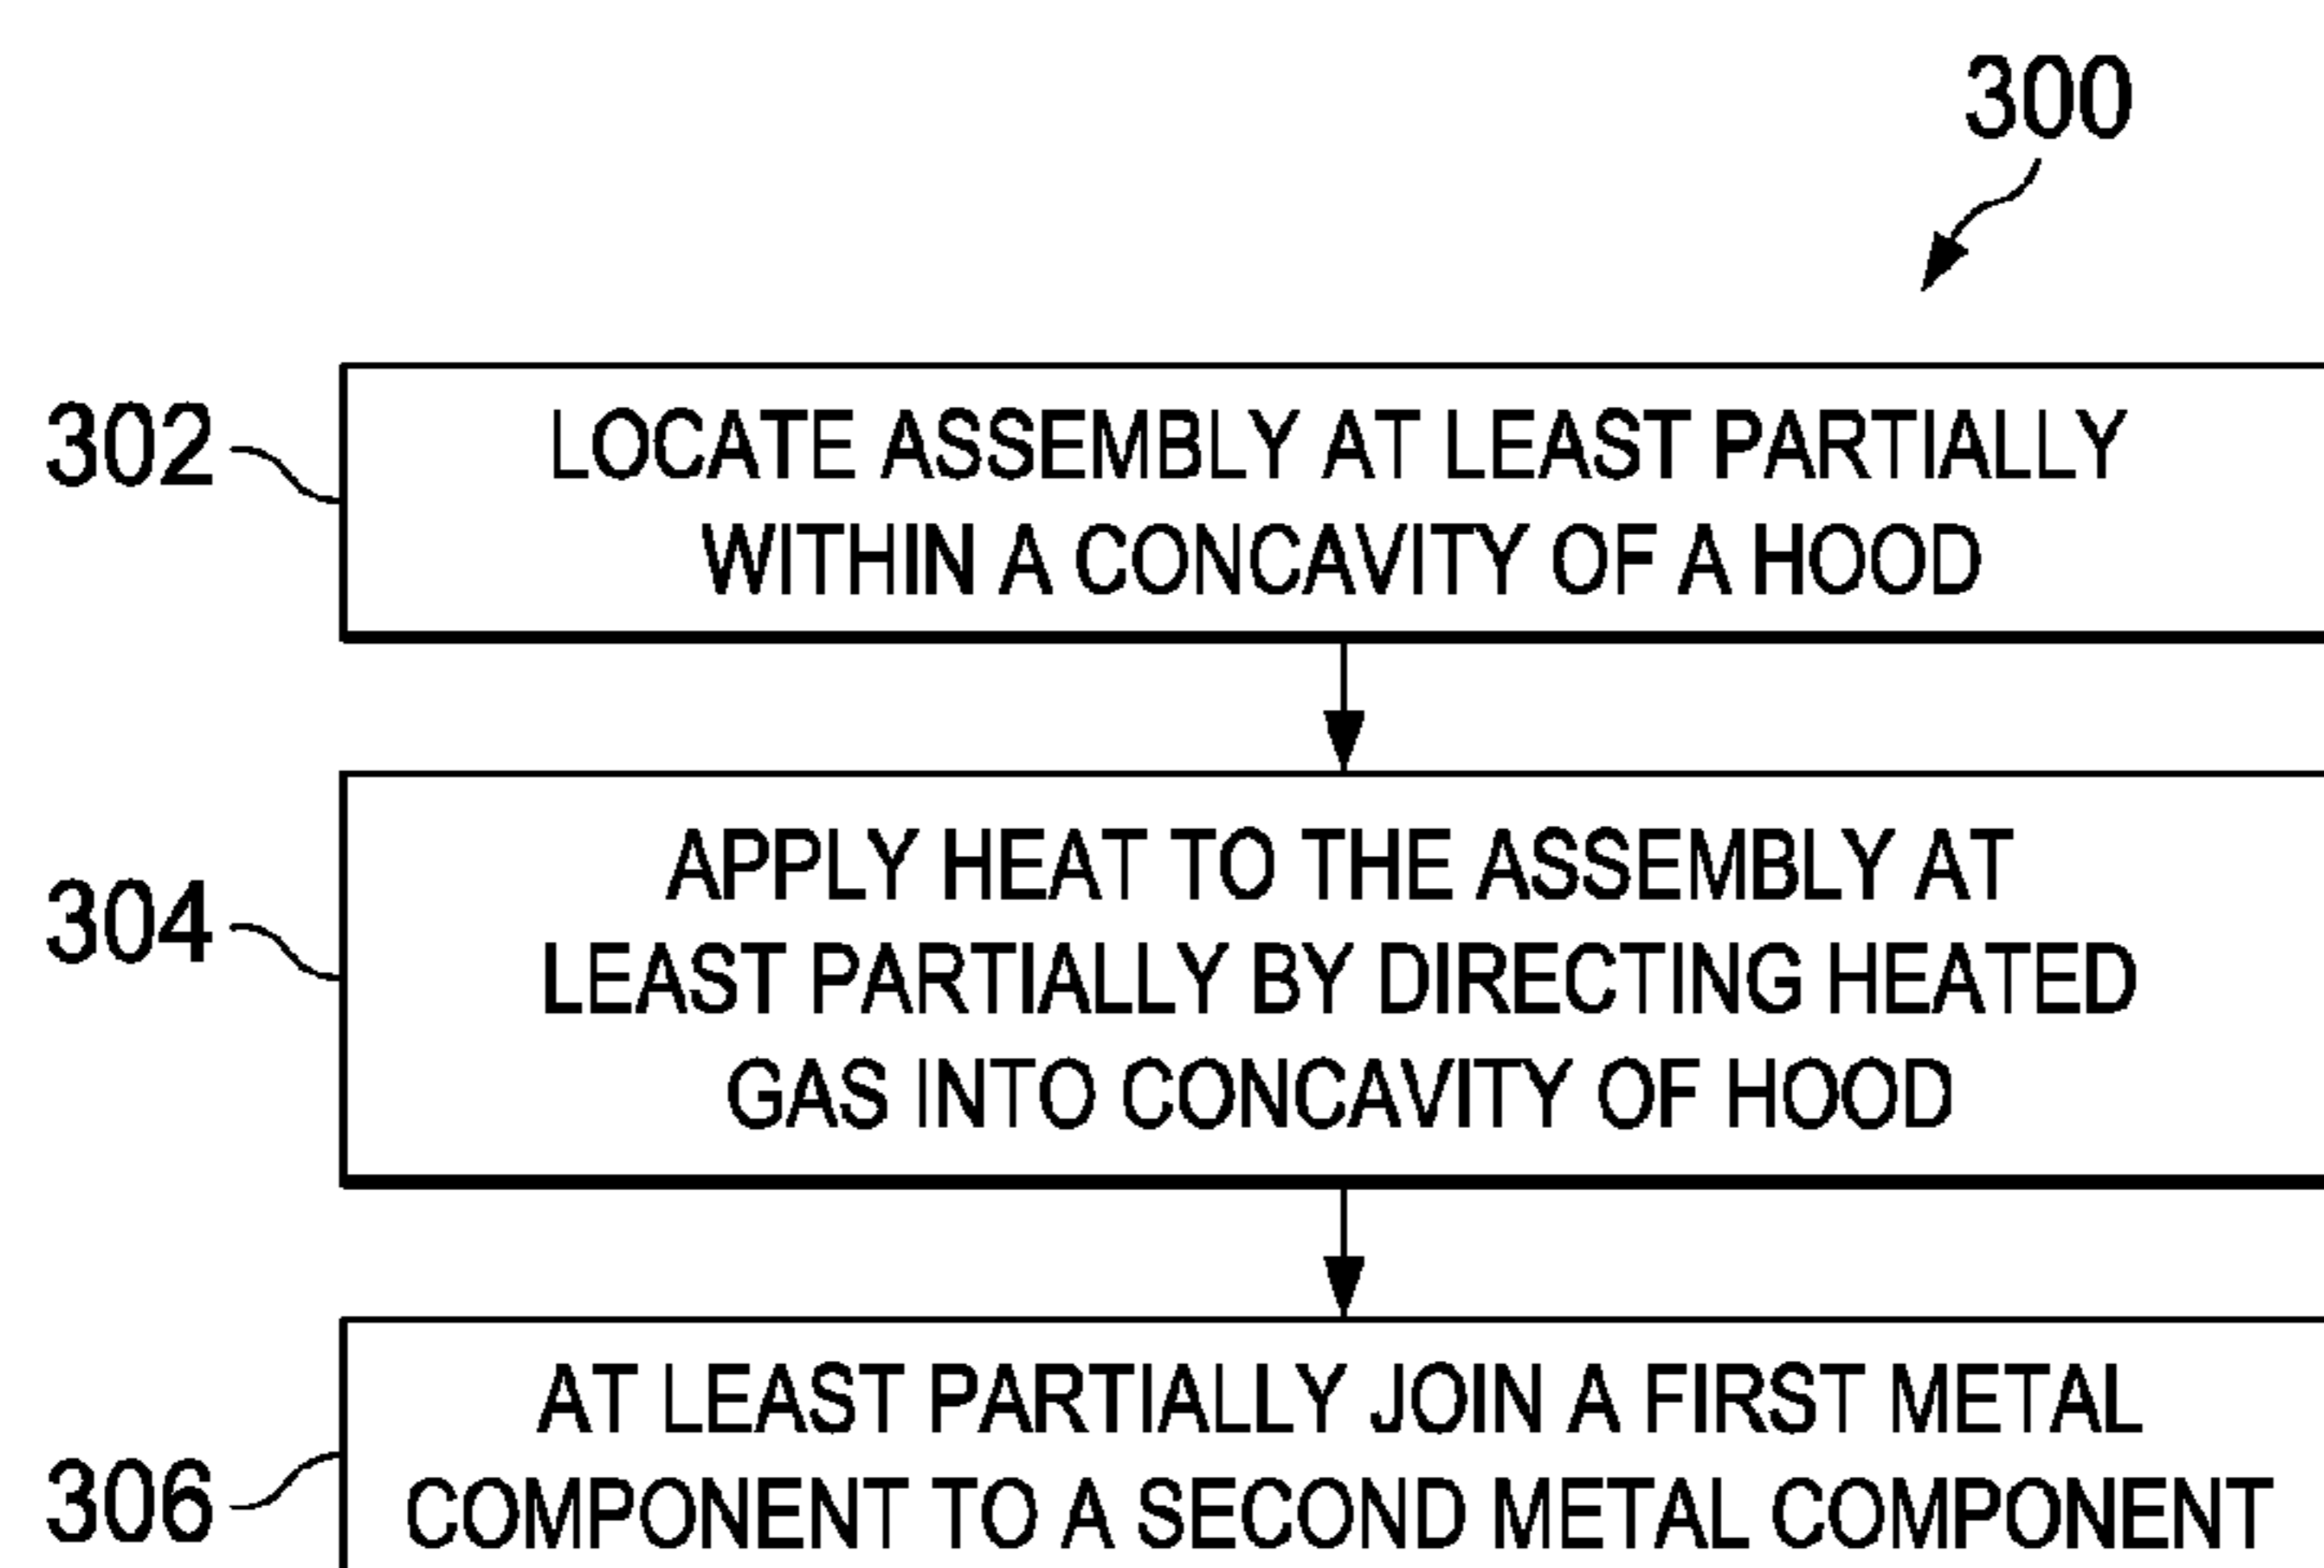 300
302
LOCATE ASSEMBLY AT LEAST PARTIALLY
WITHIN A CONCAVITY OF A HOOD
304
APPLY HEAT TO THE ASSEMBLY AT
LEAST PARTIALLY BY DIRECTING HEATED
GAS INTO CONCAVITY OF HOOD
306
AT LEAST PARTIALLY JOIN A FIRST METAL
COMPONENT TO A SECOND METAL COMPONENT